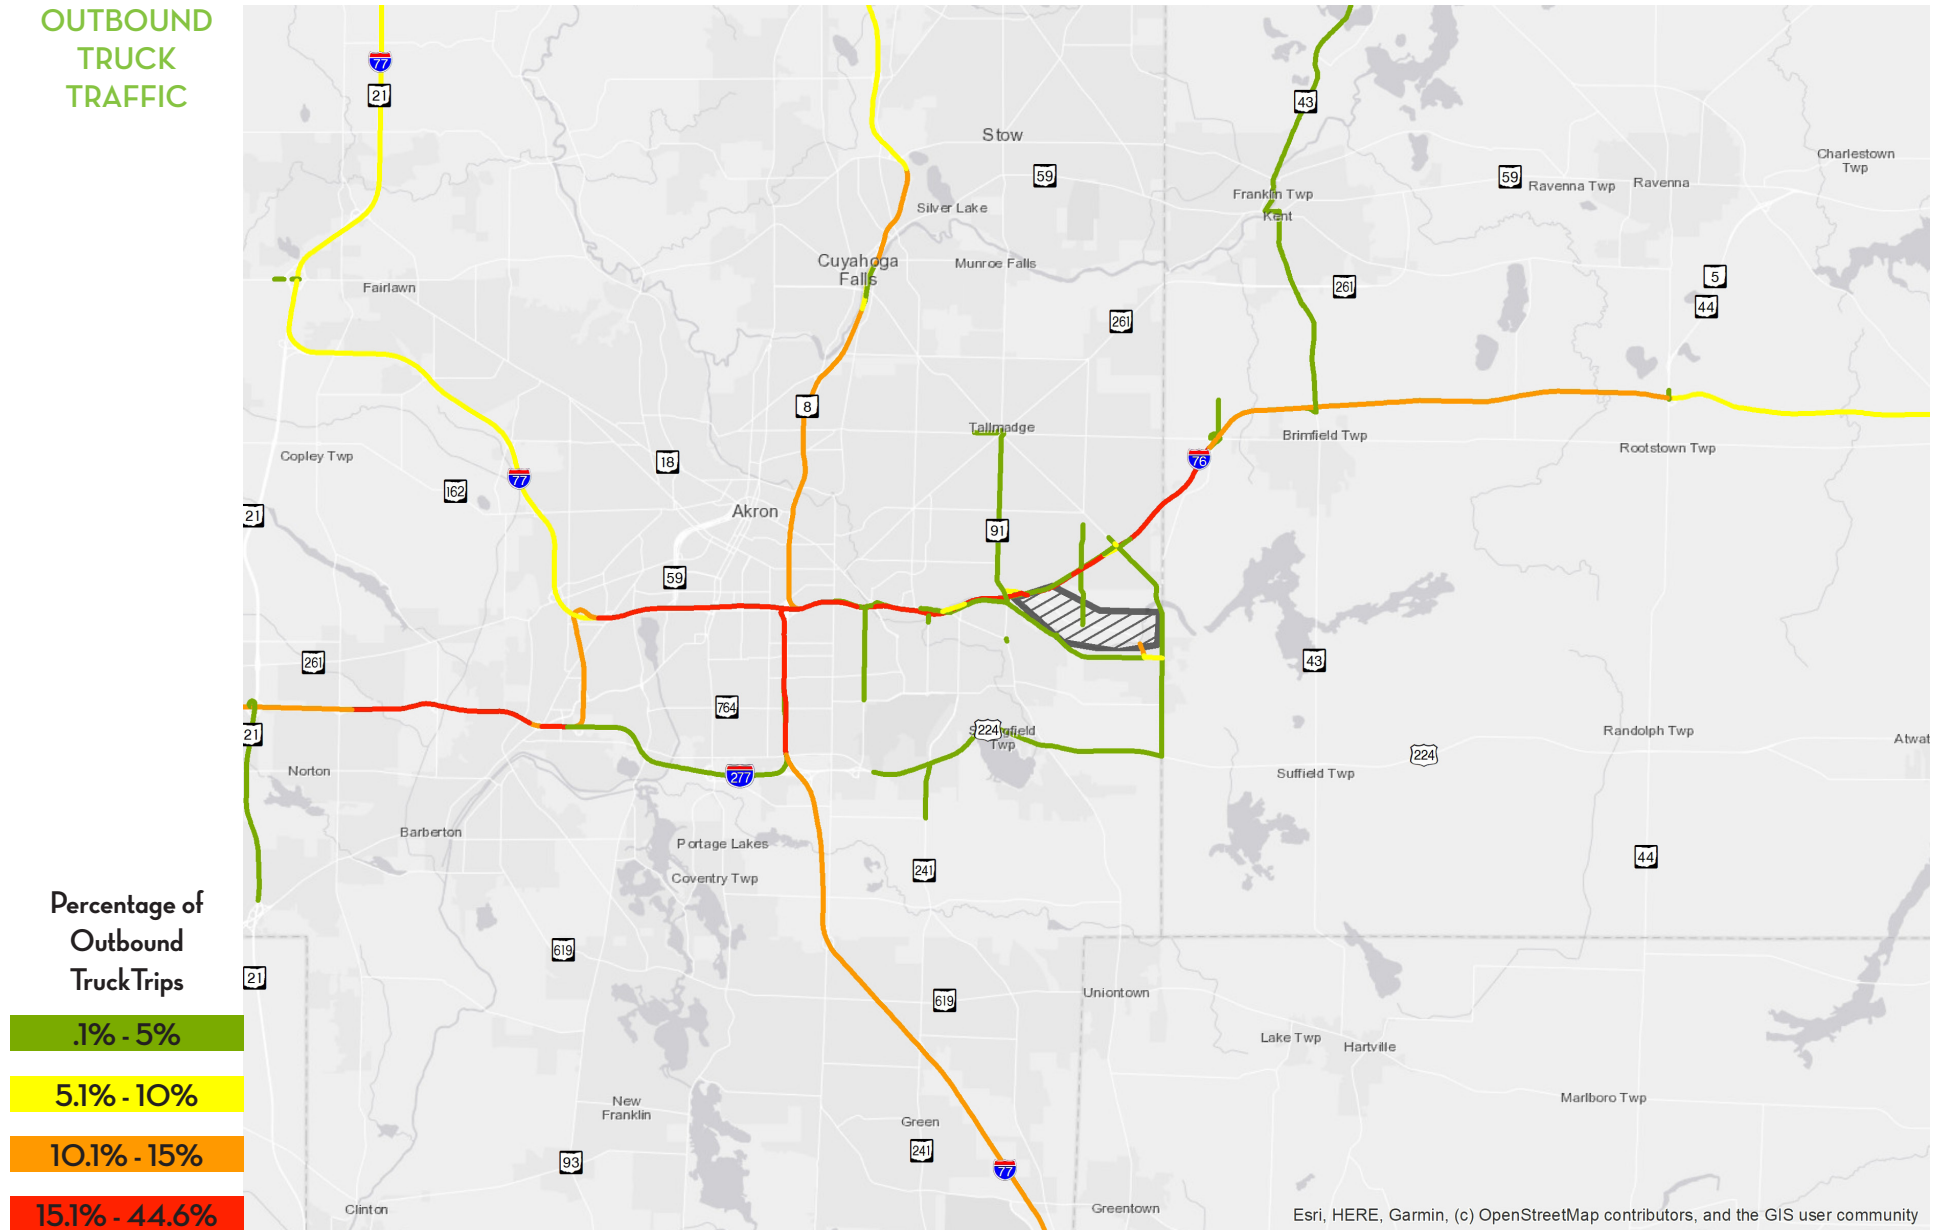 OUTBOUND
TRUCK
TRAFFIC
77
21
43
Stow
59
Charlestown
Twp
59
Ravenna Twp
Ravenna
Franklin Twp
Kent
Silver Lake
Cuyahoga
Falls
Munroe Falls
Fairlawn
261
5
44
261
8
Tallmadge
Brimfield Twp
Rootstown Twp
Copley Twp
18
76
162
77
21
Akron
91
59
261
43
764
21
224
Springfield
Twp
Randolph Twp
Atwat
224
Norton
277
Suffield Twp
Barberton
Portage Lakes
44
241
Coventry Twp
Percentage of
Outbound
Truck Trips
619
21
619
Uniontown
.1% - 5%
Lake Twp
Hartville
5.1% - 10%
New
Franklin
Marlboro Twp
Green
10.1% - 15%
93
241
77
15.1% - 44.6%
Clinton
Greentown
Esri, HERE, Garmin, (c) OpenStreetMap contributors, and the GIS user community